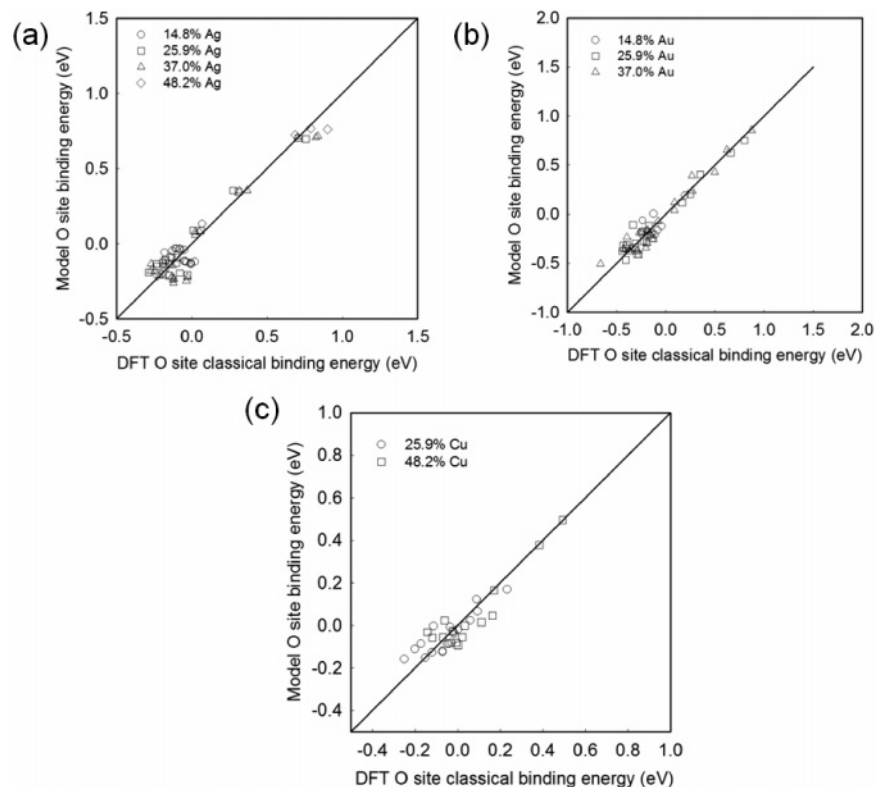 (a)
1.5
1.0
0.5
0.0
-0.5
Model O site binding energy (eV)
14.8% Ag
25.9% Ag
37.0% Ag
48.2% Ag
-0.5 0.0 0.5 1.0 1.5
DFT O site classical binding energy (eV)
(b)
2.0
1.5
1.0
0.5
0.0
-0.5
-1.0
Model O site binding energy (eV)
14.8% Au
25.9% Au
37.0% Au
-1.0 -0.5 0.0 0.5 1.0 1.5 2.0
DFT O site classical binding energy (eV)
(c)
1.0
0.8
0.6
0.4
0.2
0.0
-0.2
-0.4
Model O site binding energy (eV)
25.9% Cu
48.2% Cu
-0.4 -0.2 0.0 0.2 0.4 0.6 0.8 1.0
DFT O site classical binding energy (eV)